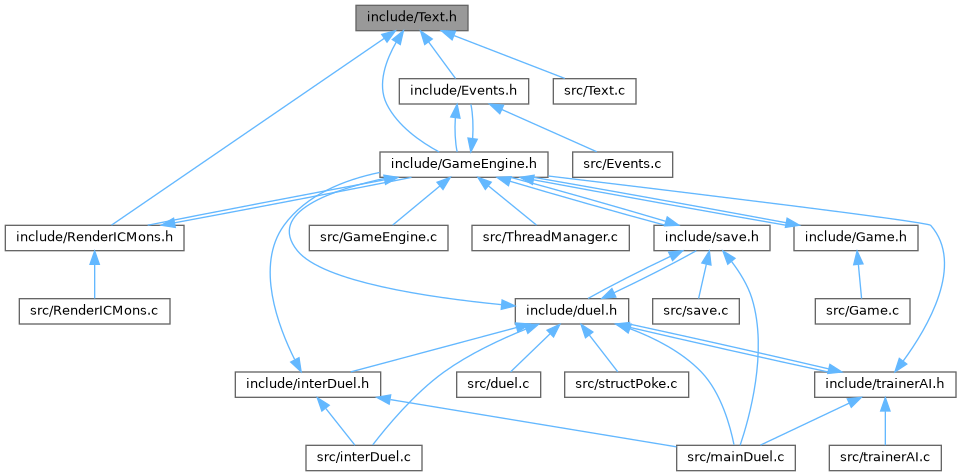 include/Text.h
include/Events.h
src/Text.c
include/GameEngine.h
src/Events.c
include/RenderICMons.h
src/GameEngine.c
src/ThreadManager.c
include/save.h
include/Game.h
src/RenderICMons.c
include/duel.h
src/save.c
src/Game.c
include/interDuel.h
src/duel.c
src/structPoke.c
include/trainerAI.h
src/interDuel.c
src/mainDuel.c
src/trainerAI.c